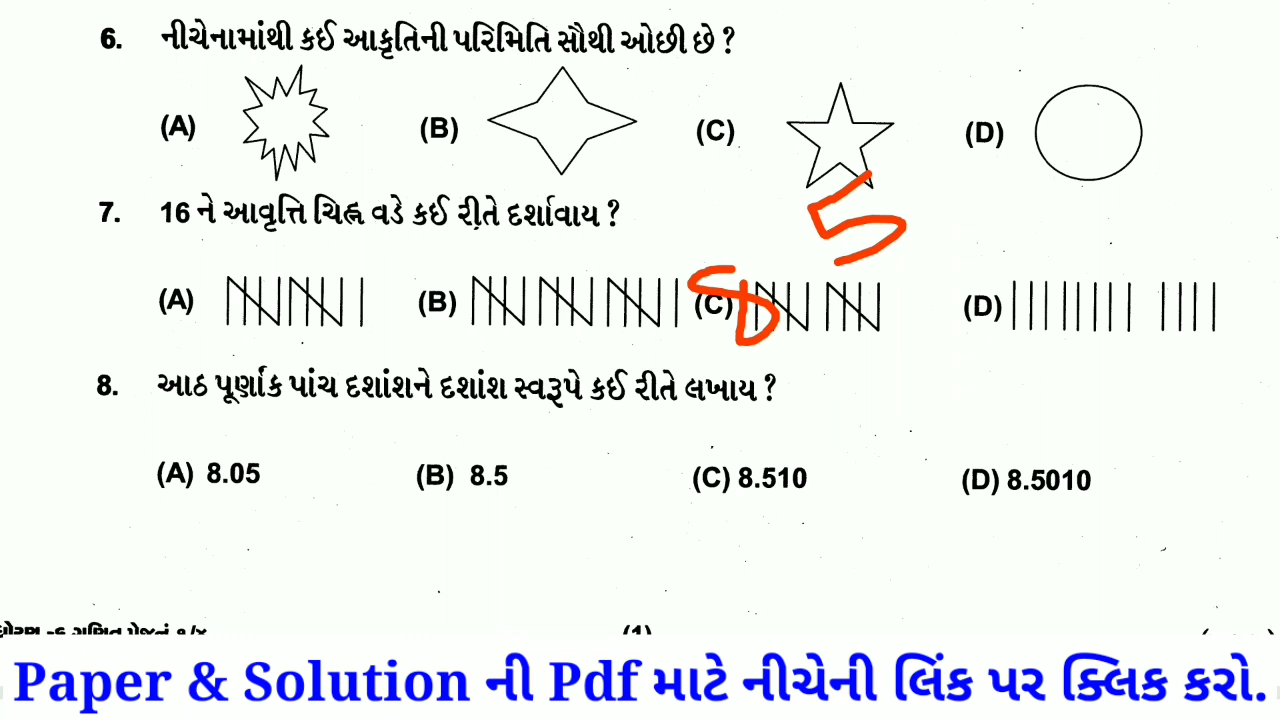 6. નીચેનામાંથી કઈ આકૃતિની પરિમિતિ સૌથી ઓછી છે ?
(A) (B) (C) (D)
7. 16 ને આવૃત્તિ ચિહ્ન વડે કઈ રીતે દર્શાવાય ?
5
(A) (B) (C) (D)
8
8. આઠ પૂર્ણાંક પાંચ દશાંશને દશાંશ સ્વરૂપે કઈ રીતે લખાય ?
(A) 8.05 (B) 8.5 (C) 8.510 (D) 8.5010
(1)
Paper & Solution ની Pdf માટે નીચેની લિંક પર ક્લિક કરો.